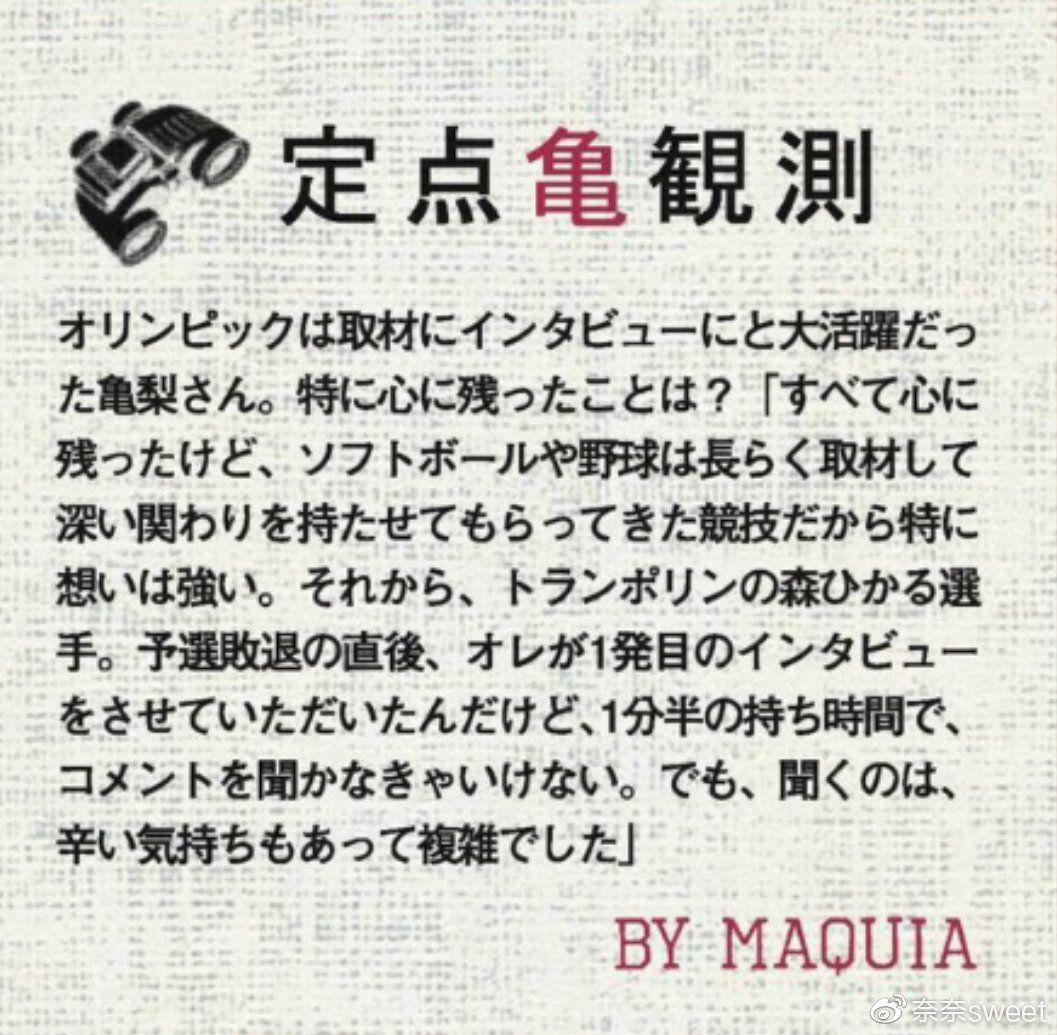 定点亀観測
オリンピックは取材にインタビューにと大活躍だっ
た亀梨さん。特に心に残ったことは？「すべて心に
残ったけど、ソフトボールや野球は長らく取材して
深い関わりを持たせてもらってきた競技だから特に
想いは強い。それから、トランポリンの森ひかる選
手。予選敗退の直後、オレが1発目のインタビュー
をさせていただいたんだけど、1分半の持ち時間で、
コメントを聞かなきゃいけない。でも、聞くのは、
辛い気持ちもあって複雑でした」
BY MAQUIA
奈奈sweet